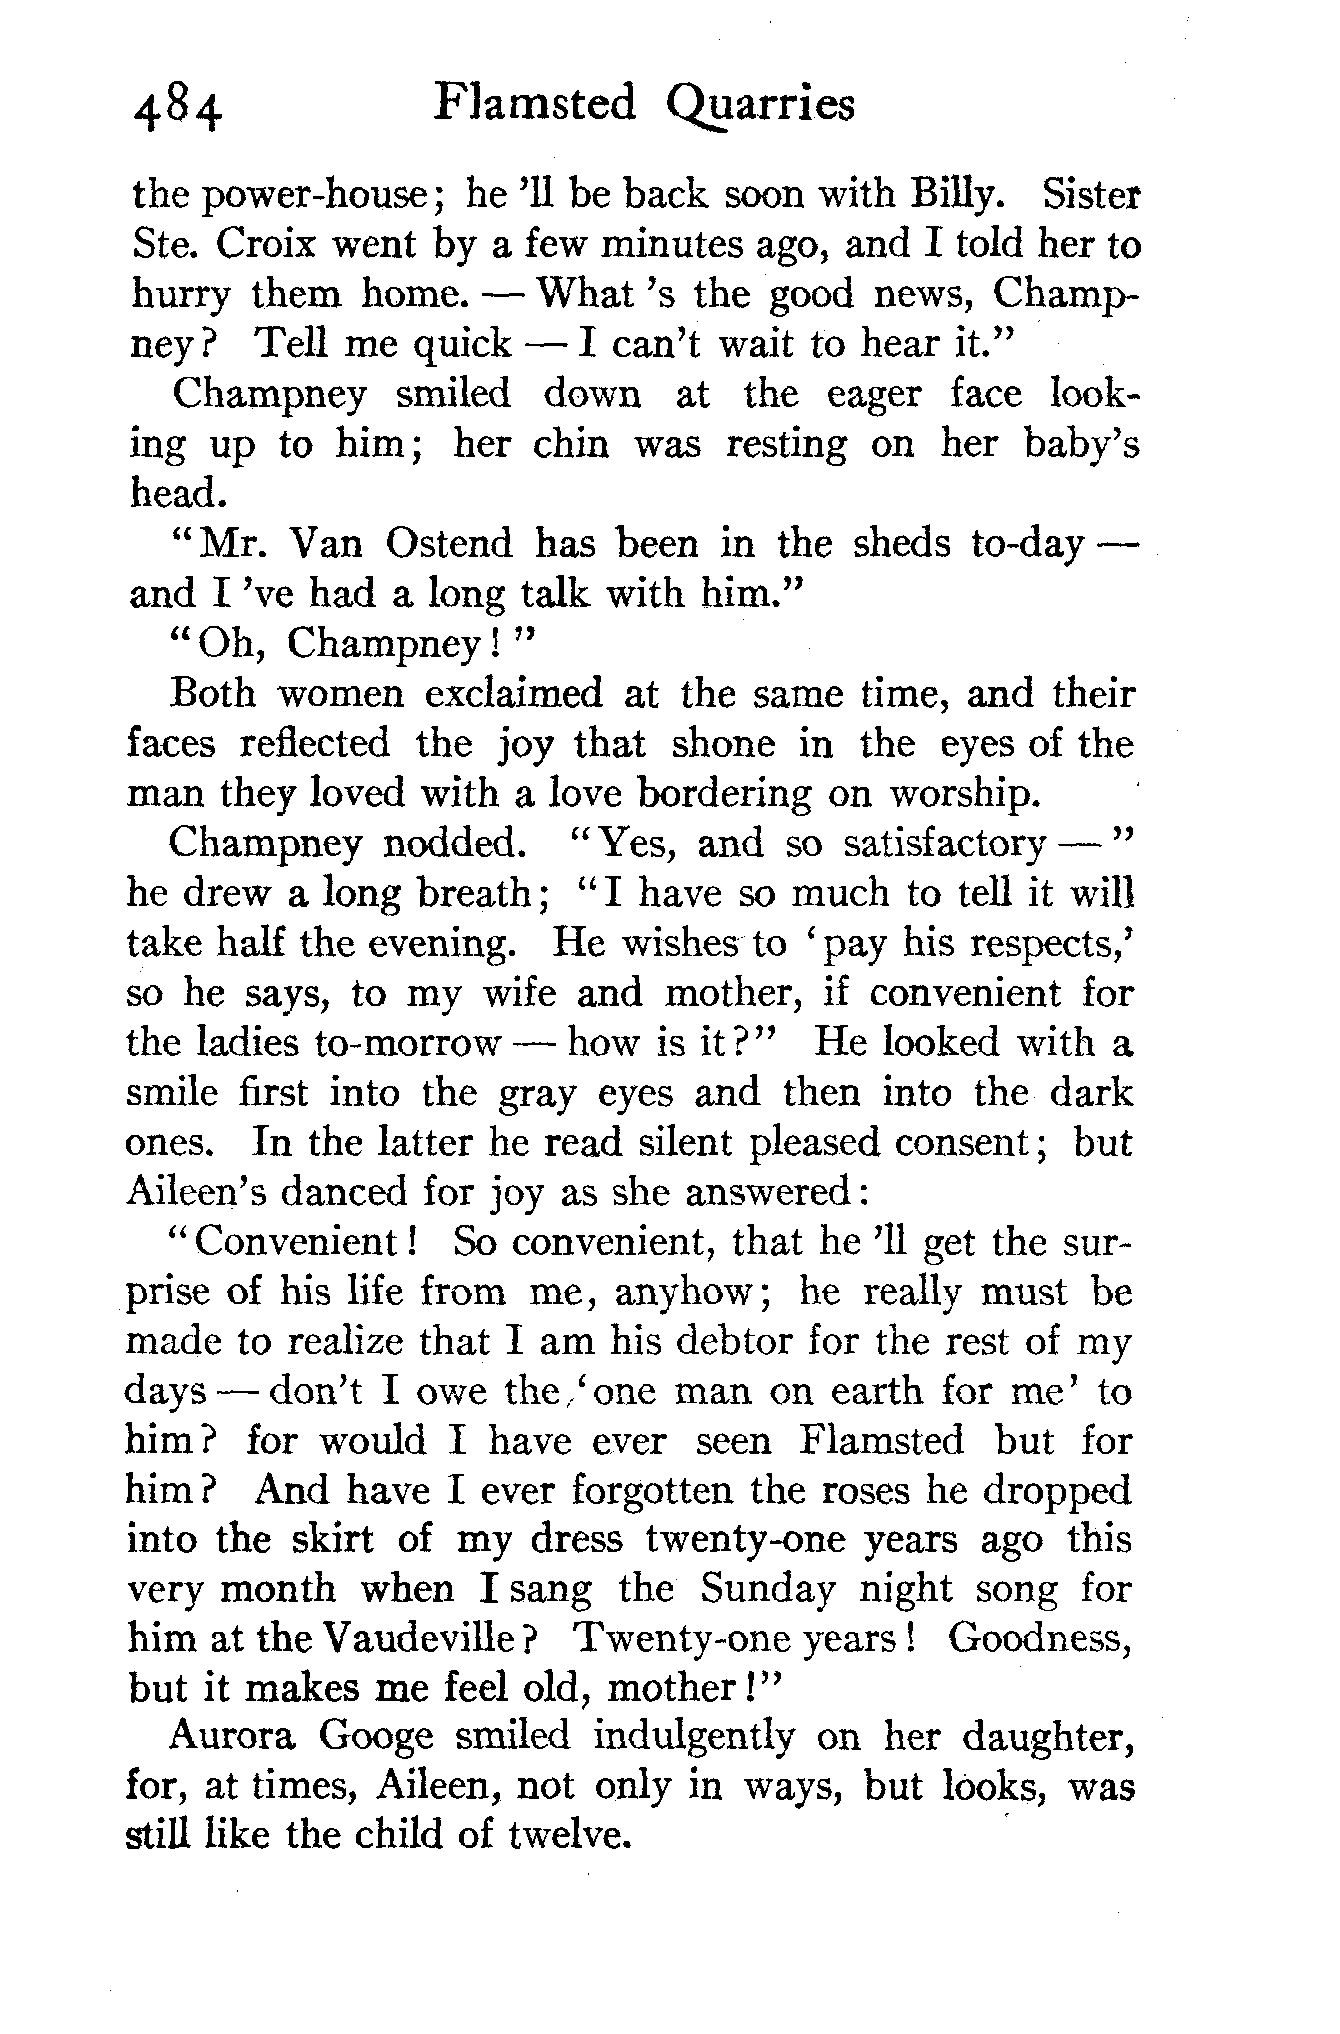 484 Flamsted Quarries
the power-house; he 'll be back soon with Billy. Sister
Ste. Croix went by a few minutes ago, and I told her to
hurry them home. — What 's the good news, Champ-
ney? Tell me quick — I can't wait to hear it."
Champney smiled down at the eager face look-
ing up to him; her chin was resting on her baby's
head.
"Mr. Van Ostend has been in the sheds to-day —
and I 've had a long talk with him."
"Oh, Champney!"
Both women exclaimed at the same time, and their
faces reflected the joy that shone in the eyes of the
man they loved with a love bordering on worship.
Champney nodded. "Yes, and so satisfactory — "
he drew a long breath; "I have so much to tell it will
take half the evening. He wishes to 'pay his respects,'
so he says, to my wife and mother, if convenient for
the ladies to-morrow — how is it?" He looked with a
smile first into the gray eyes and then into the dark
ones. In the latter he read silent pleased consent; but
Aileen's danced for joy as she answered:
"Convenient! So convenient, that he 'll get the sur-
prise of his life from me, anyhow; he really must be
made to realize that I am his debtor for the rest of my
days — don't I owe the 'one man on earth for me' to
him? for would I have ever seen Flamsted but for
him? And have I ever forgotten the roses he dropped
into the skirt of my dress twenty-one years ago this
very month when I sang the Sunday night song for
him at the Vaudeville? Twenty-one years! Goodness,
but it makes me feel old, mother!"
Aurora Googe smiled indulgently on her daughter,
for, at times, Aileen, not only in ways, but looks, was
still like the child of twelve.